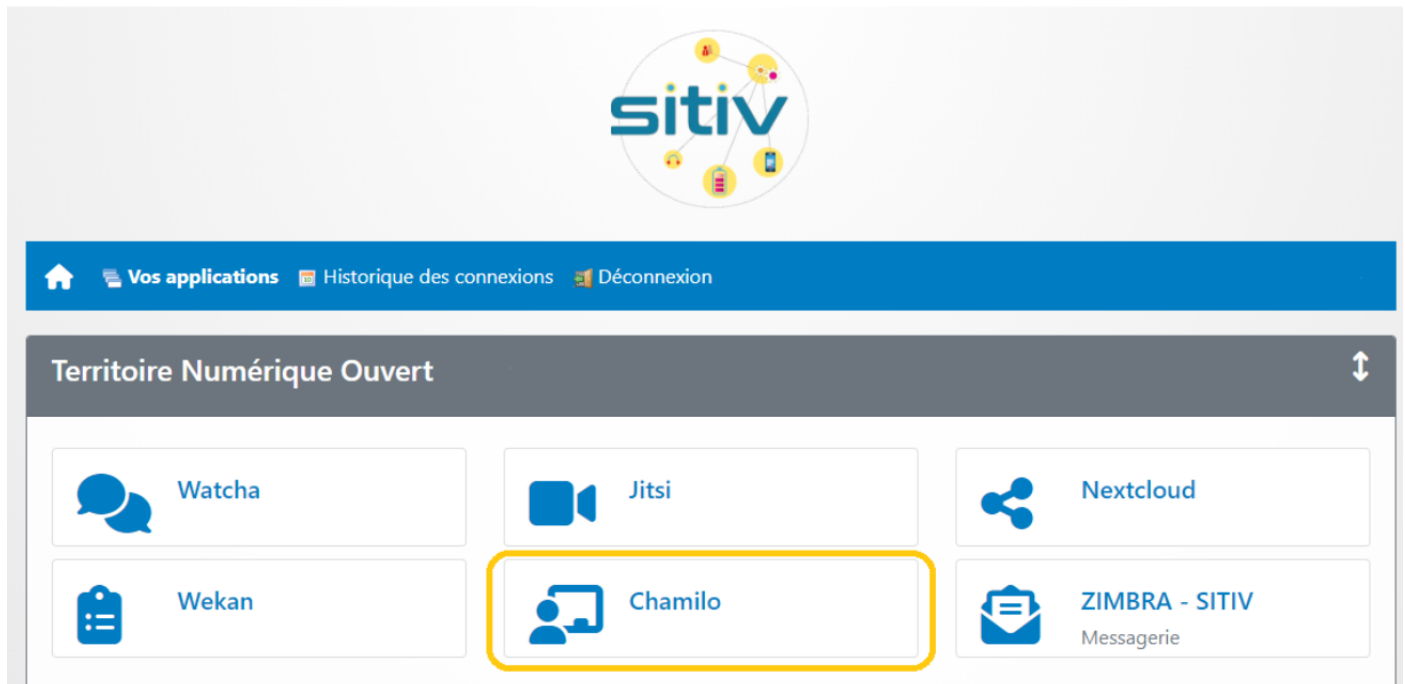 sitiv
Vos applications Historique des connexions Déconnexion
Territoire Numérique Ouvert
Watcha Jitsi Nextcloud
Wekan Chamilo ZIMBRA - SITIV
Messagerie